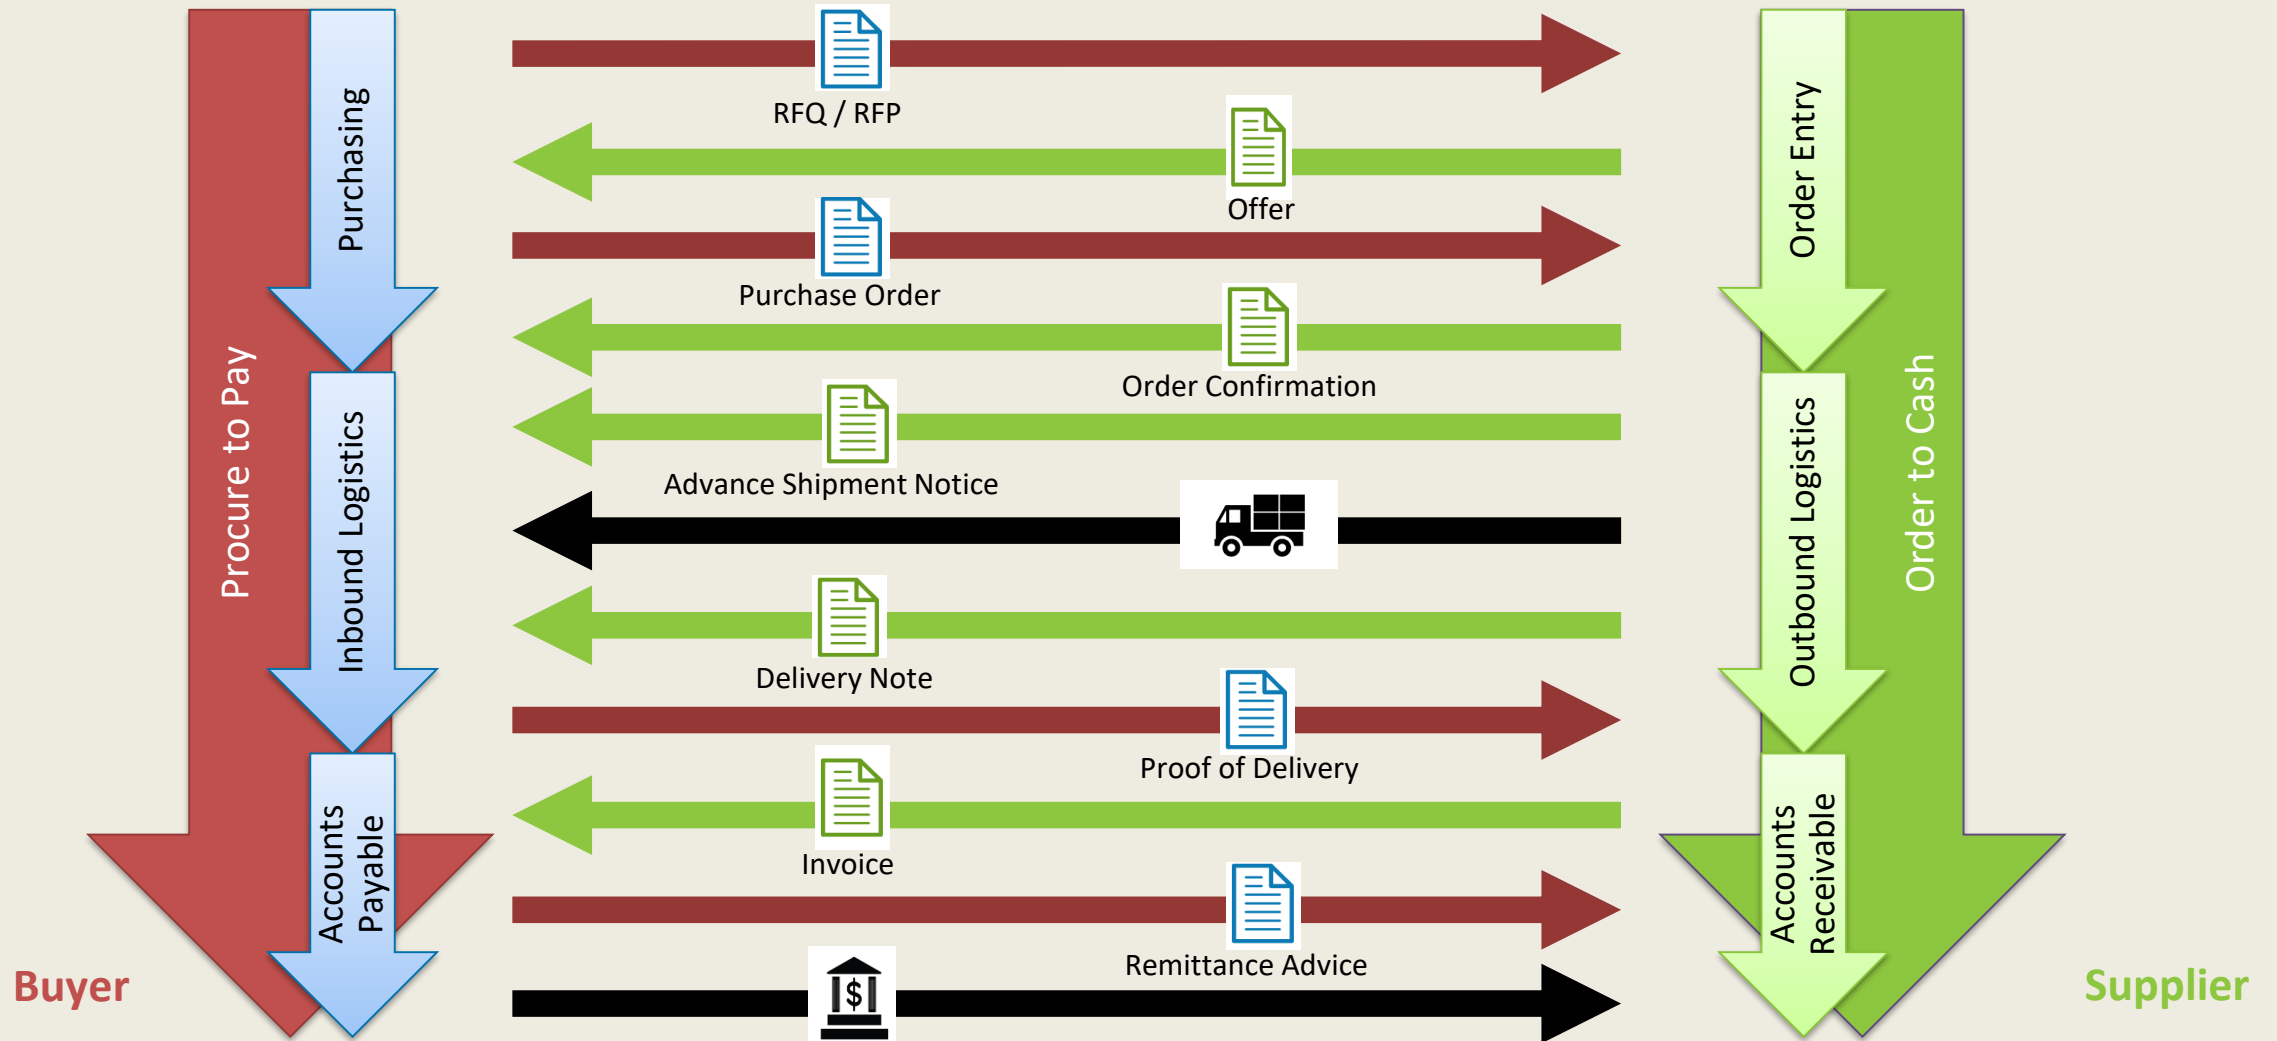 Procure to Pay
Purchasing
Inbound Logistics
Accounts
Payable
Buyer
RFQ / RFP
Offer
Purchase Order
Order Confirmation
Advance Shipment Notice
Delivery Note
Proof of Delivery
Invoice
Remittance Advice
$
Order Entry
Outbound Logistics
Accounts
Receivable
Order to Cash
Supplier